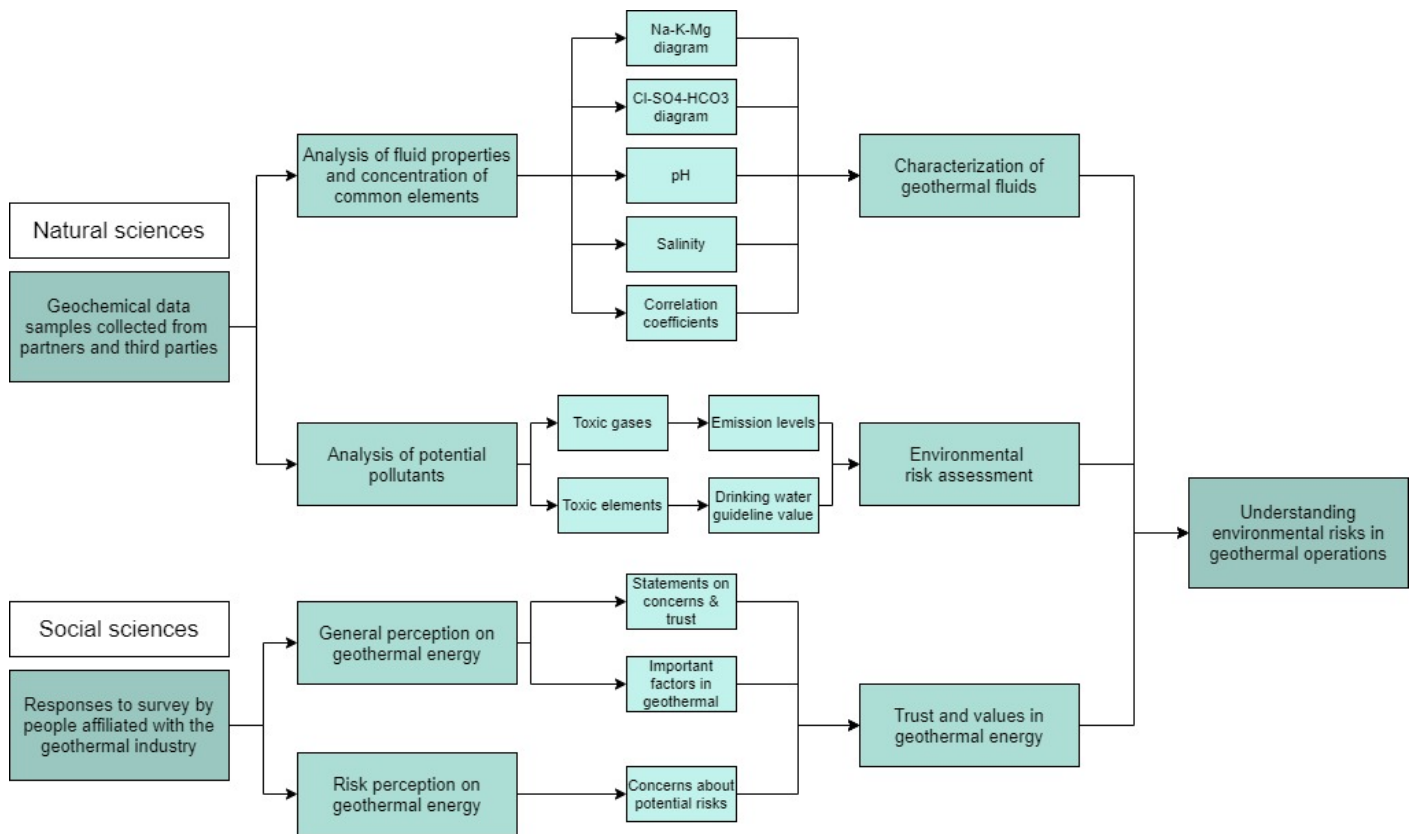 Natural sciences
Geochemical data
samples collected from
partners and third parties
Analysis of fluid properties
and concentration of
common elements
Na-K-Mg
diagram
Cl-SO4-HCO3
diagram
pH
Salinity
Correlation
coefficients
Characterization of
geothermal fluids
Analysis of potential
pollutants
Toxic gases
Emission levels
Toxic elements
Drinking water
guideline value
Environmental
risk assessment
Understanding
environmental risks in
geothermal operations
Social sciences
Responses to survey by
people affiliated with the
geothermal industry
General perception on
geothermal energy
Statements on
concerns &
trust
Important
factors in
geothermal
Risk perception on
geothermal energy
Concerns about
potential risks
Trust and values in
geothermal energy